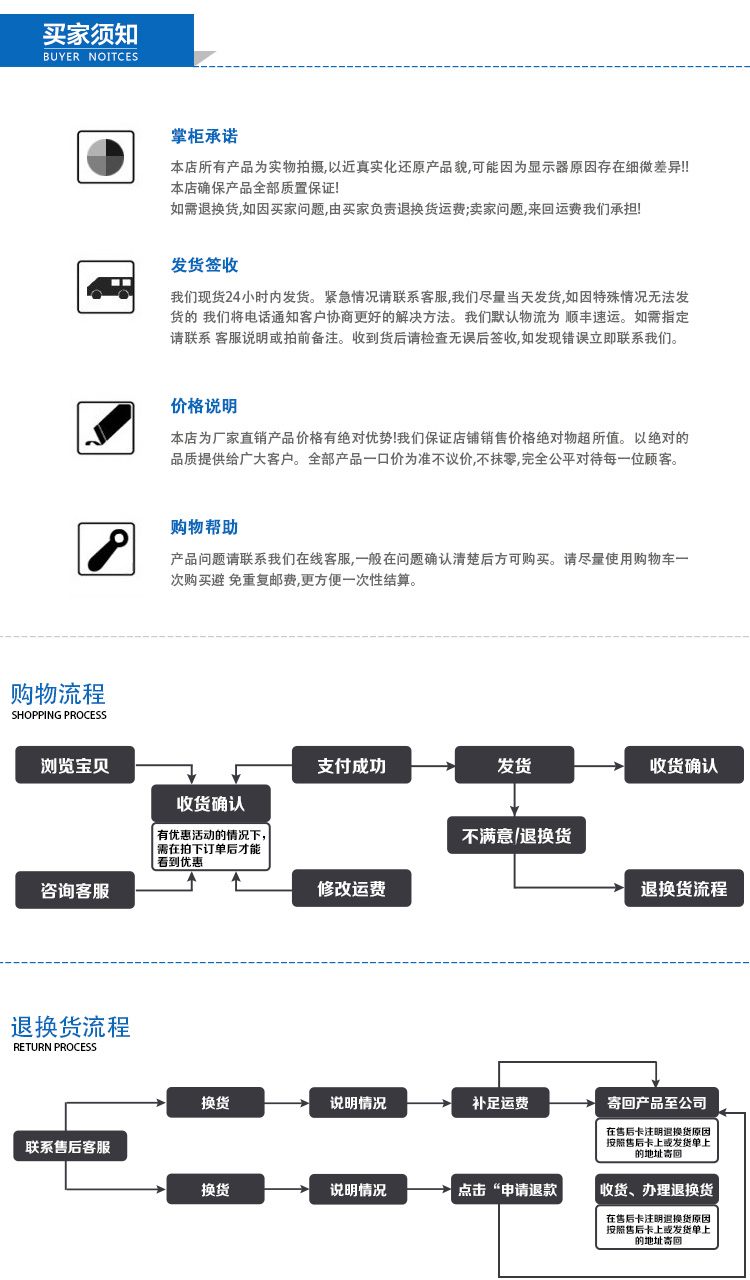 买家须知
BUYER NOITCES
掌柜承诺
本店所有产品为实物拍摄,以近真实化还原产品貌,可能因为显示器原因存在细微差异!!
本店确保产品全部质置保证!
如需退换货,如因买家问题,由买家负责退换货运费;卖家问题,来回运费我们承担!
发货签收
我们现货24小时内发货。紧急情况请联系客服,我们尽量当天发货,如因特殊情况无法发
货的 我们将电话通知客户协商更好的解决方法。我们默认物流为 顺丰速运。如需指定
请联系 客服说明或拍前备注。收到货后请检查无误后签收,如发现错误立即联系我们。
价格说明
本店为厂家直销产品价格有绝对优势!我们保证店铺销售价格绝对物超所值。以绝对的
品质提供给广大客户。全部产品一口价为准不议价,不抹零,完全公平对待每一位顾客。
购物帮助
产品问题请联系我们在线客服,一般在问题确认清楚后方可购买。请尽量使用购物车一
次购买避 免重复邮费,更方便一次性结算。
购物流程
SHOPPING PROCESS
浏览宝贝
支付成功
发货
收货确认
收货确认
有优惠活动的情况下,
需在拍下订单后才能
看到优惠
不满意/退换货
咨询客服
修改运费
退换货流程
退换货流程
RETURN PROCESS
换货
说明情况
补足运费
寄回产品至公司
在售后卡注明退换货原因
按照售后卡上或发货单上
的地址寄回
联系售后客服
换货
说明情况
点击“申请退款
收货、办理退换货
在售后卡注明退换货原因
按照售后卡上或发货单上
的地址寄回